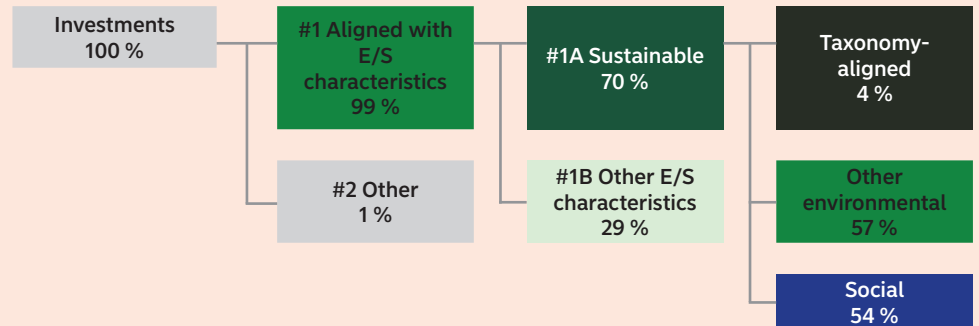 Investments
100 %
#1 Aligned with
E/S
characteristics
99 %
#1A Sustainable
70 %
Taxonomy-
aligned
4 %
#2 Other
1 %
#1B Other E/S
characteristics
29 %
Other
environmental
57 %
Social
54 %